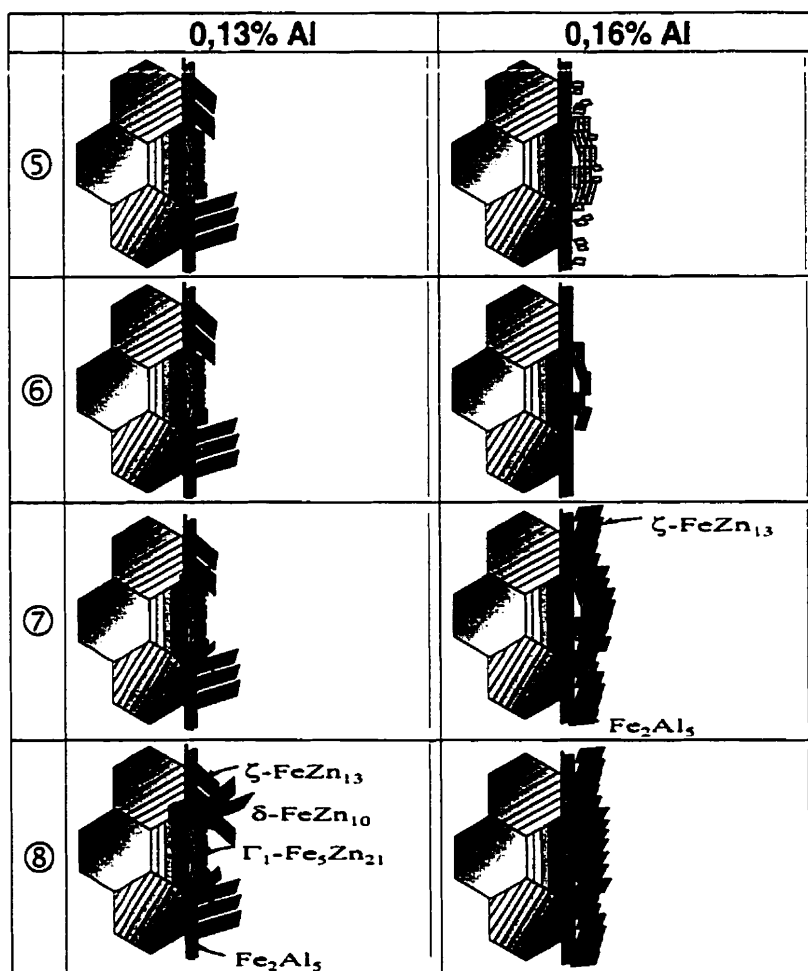 0,13% Al 0,16% Al
⑤
⑥
⑦
ζ-FeZn₁₃
Fe₂Al₅
⑧
ζ-FeZn₁₃
δ-FeZn₁₀
Γ₁-Fe₅Zn₂₁
Fe₂Al₅